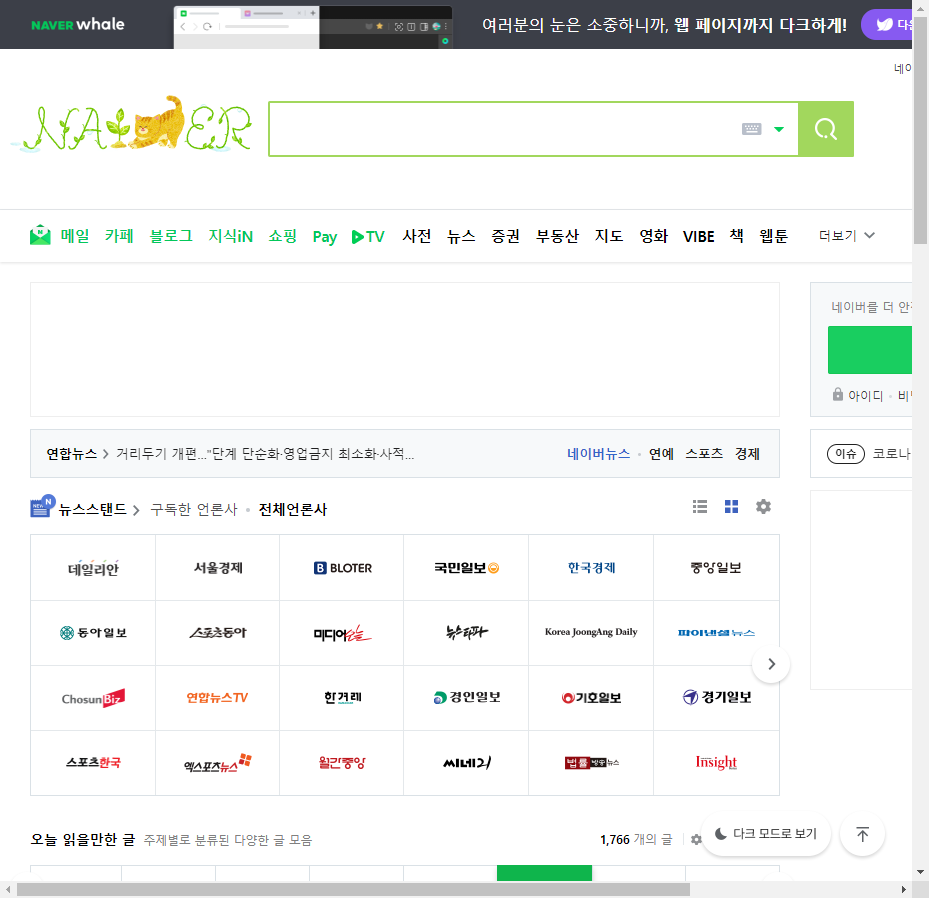 NAVER whale
여러분의 눈은 소중하니까, 웹 페이지까지 다크하게!
다운
네이
NAVER
메일 카페 블로그 지식iN 쇼핑 Pay TV 사전 뉴스 증권 부동산 지도 영화 VIBE 책 웹툰 더보기
네이버를 더 안
아이디 · 비
연합뉴스 거리두기 개편..."단계 단순화·영업금지 최소화·사적... 네이버뉴스 · 연예 스포츠 경제
이슈 코로나
뉴스스탠드 구독한 언론사 · 전체언론사
데일리안 서울경제 BLOTER 국민일보 한국경제 중앙일보
동아일보 스포츠동아 미디어오늘 뉴스타파 Korea JoongAng Daily 파이낸셜뉴스
ChosunBiz 연합뉴스TV 한겨레 경인일보 기호일보 경기일보
스포츠한국 엑스포츠뉴스 월간중앙 씨네21 법률방송뉴스 Insight
오늘 읽을만한 글 주제별로 분류된 다양한 글 모음 1,766 개의 글
다크 모드로 보기